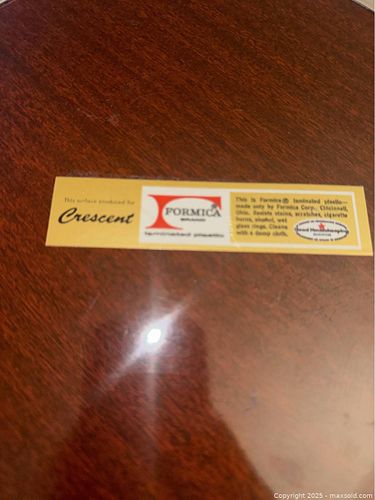 This surface produced for
Crescent
FORMICA®
BRAND
laminated plastic
This is Formica® laminated plastic—
made only by Formica Corp., Cincinnati,
Ohio. Resists stains, scratches, cigarette
burns, alcohol, wet
glass rings. Cleans
with a damp cloth.
Good Housekeeping
Copyright 2025 - maxsold.com